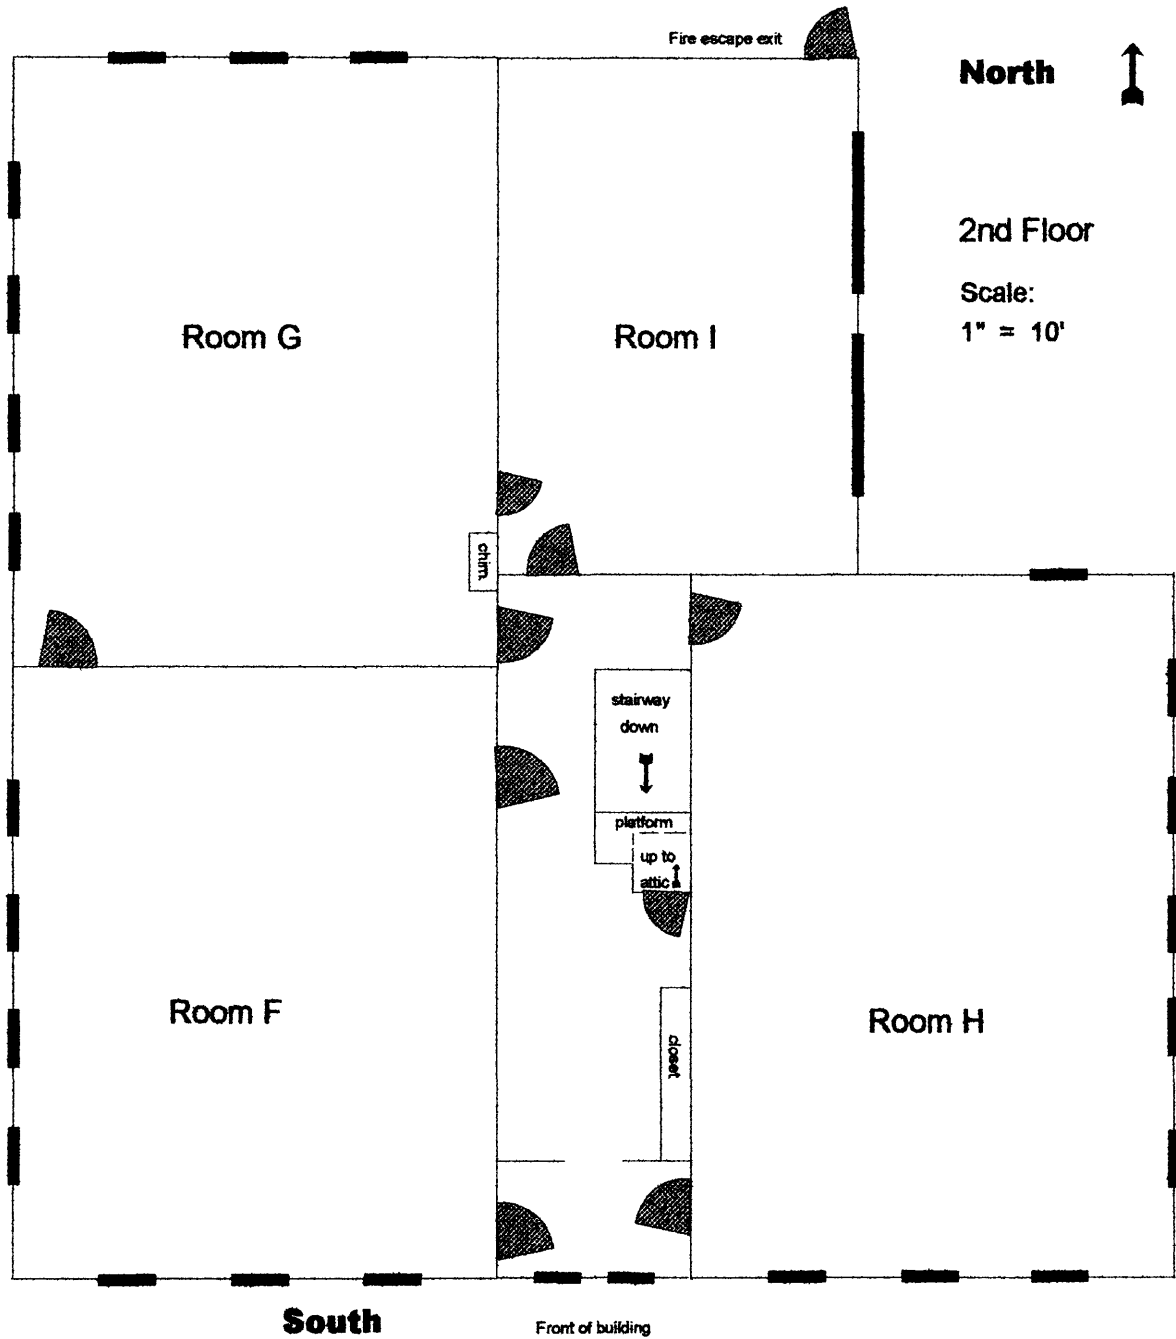 Fire escape exit
North
2nd Floor
Scale:
1" = 10'
Room G
Room I
chim.
stairway
down
platform
up to
attic
Room F
Room H
closet
South
Front of building